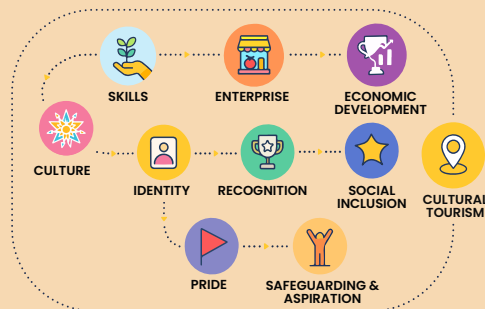 SKILLS
ENTERPRISE
ECONOMIC
DEVELOPMENT
CULTURE
IDENTITY
RECOGNITION
SOCIAL
INCLUSION
CULTURAL
TOURISM
PRIDE
SAFEGUARDING &
ASPIRATION